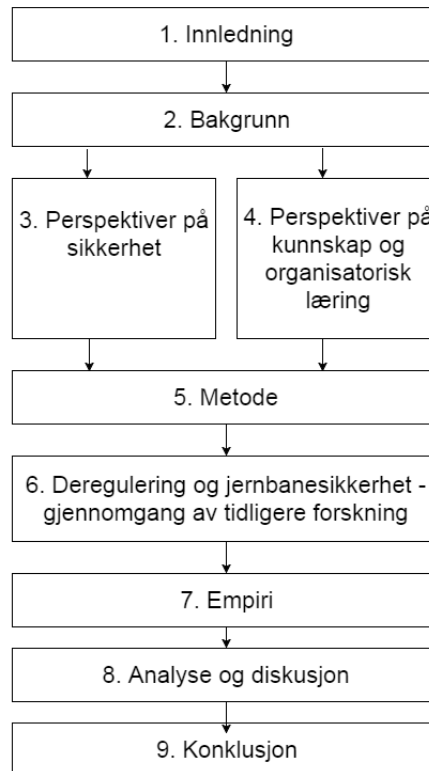 1. Innledning
2. Bakgrunn
3. Perspektiver på
sikkerhet
4. Perspektiver på
kunnskap og
organisatorisk
læring
5. Metode
6. Deregulering og jernbanesikkerhet -
gjennomgang av tidligere forskning
7. Empiri
8. Analyse og diskusjon
9. Konklusjon